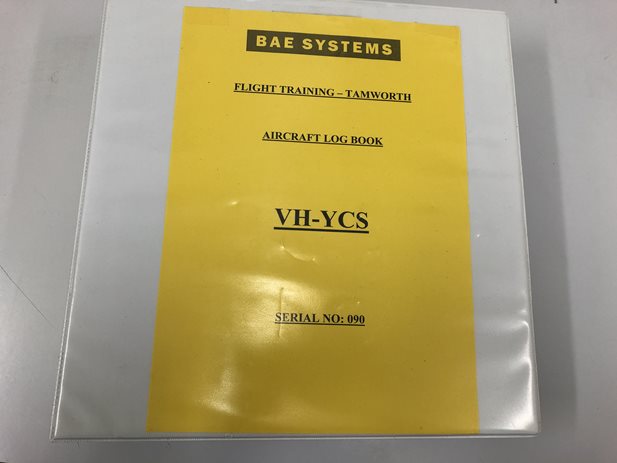 BAE SYSTEMS
FLIGHT TRAINING – TAMWORTH
AIRCRAFT LOG BOOK
VH-YCS
SERIAL NO: 090